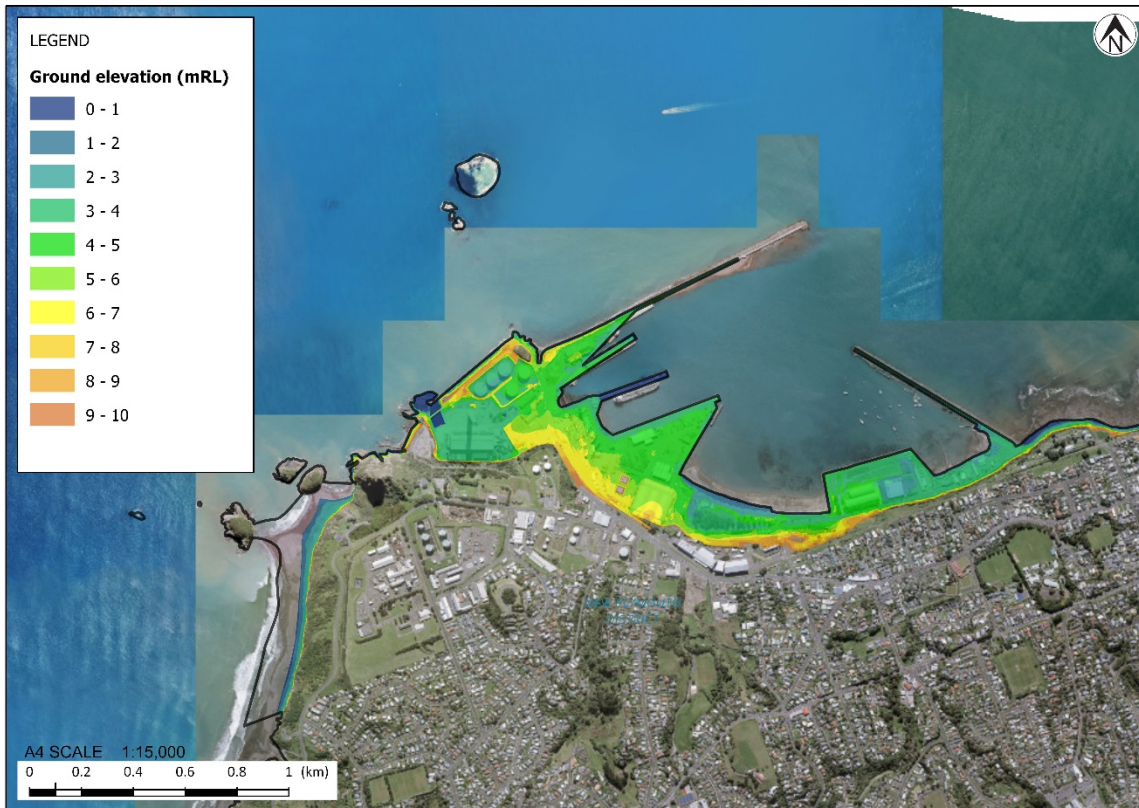 LEGEND
Ground elevation (mRL)
0 - 1
1 - 2
2 - 3
3 - 4
4 - 5
5 - 6
6 - 7
7 - 8
8 - 9
9 - 10
N
A4 SCALE 1:15,000
0 0.2 0.4 0.6 0.8 1 (km)